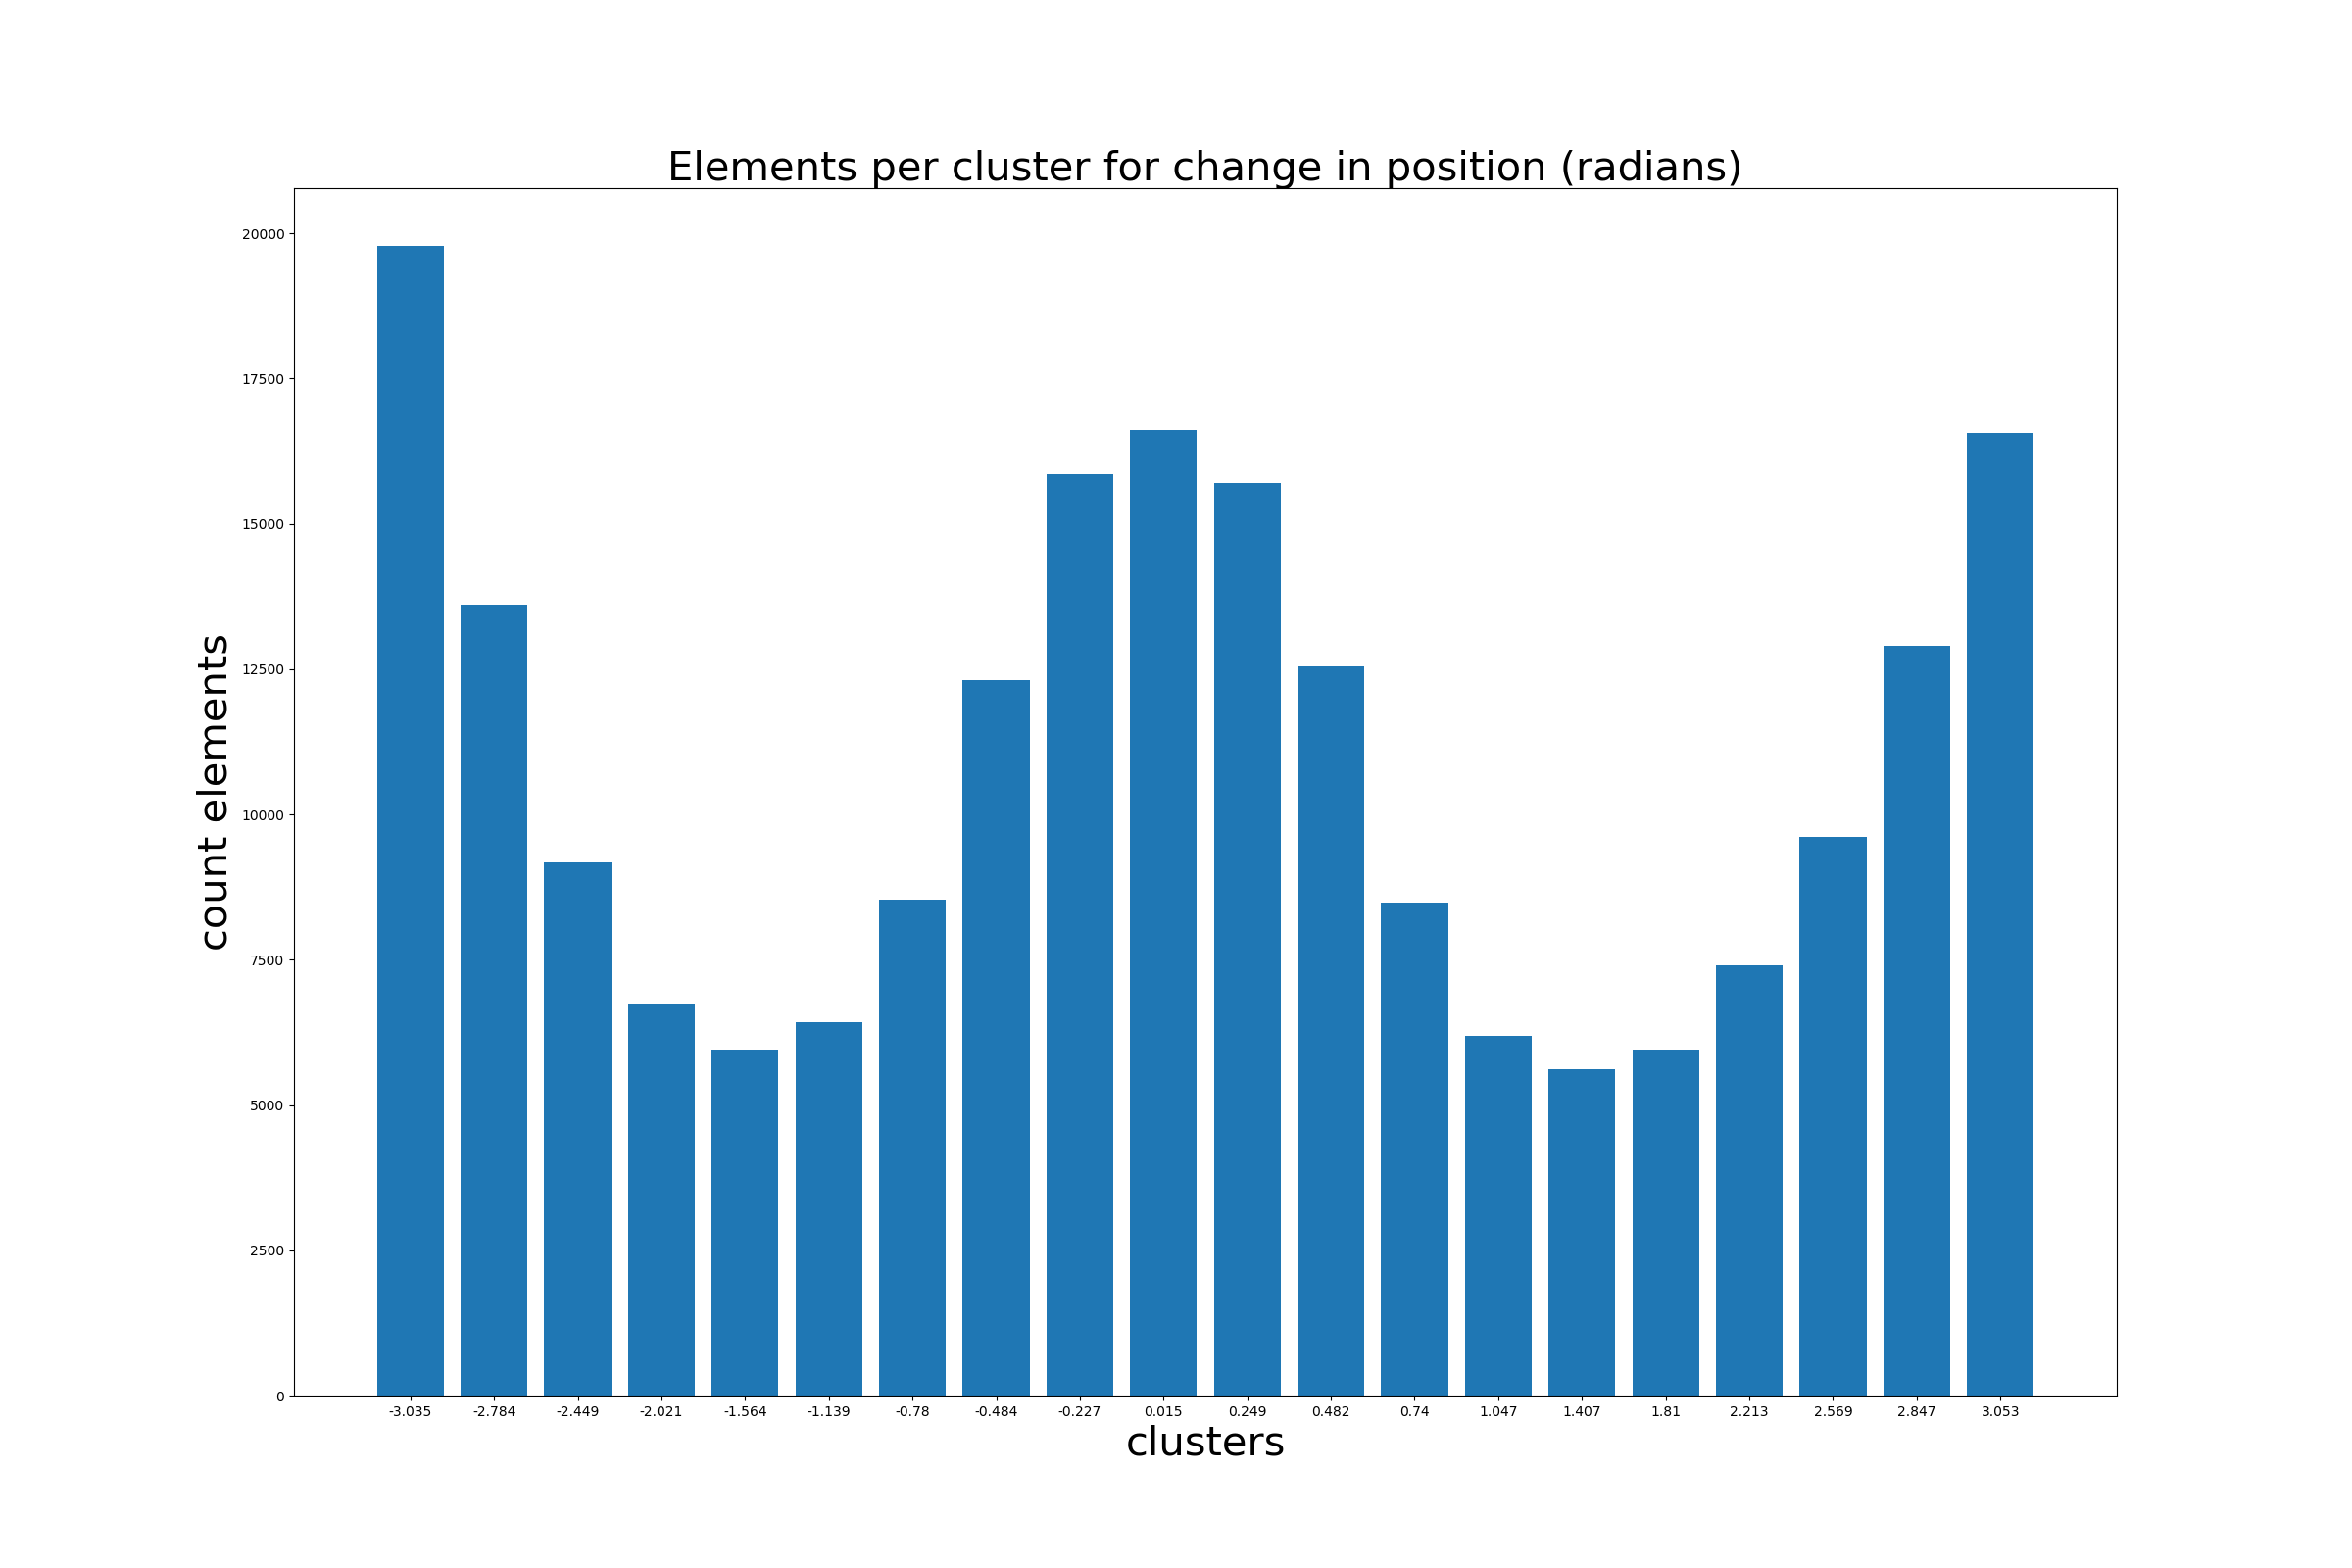 Elements per cluster for change in position (radians)
count elements
20000
17500
15000
12500
10000
7500
5000
2500
0
-3.035 -2.784 -2.449 -2.021 -1.564 -1.139 -0.78 -0.484 -0.227 0.015 0.249 0.482 0.74 1.047 1.407 1.81 2.213 2.569 2.847 3.053
clusters